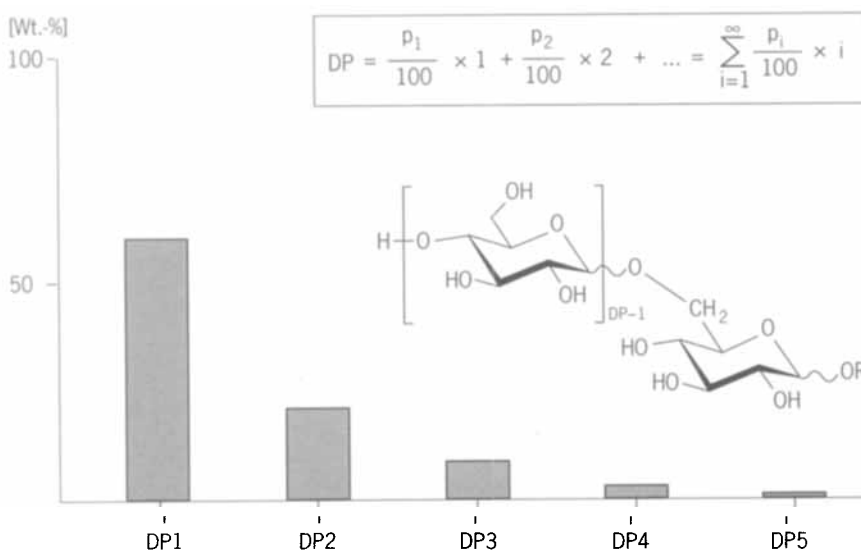 [Wt.-%]
100
50
DP = p₁/100 × 1 + p₂/100 × 2 + ... = ∞ ∑ i=1 pᵢ/100 × i
OH
H O O
HO OH DP-1 O
CH₂
O
HO
HO OH OR
DP1 DP2 DP3 DP4 DP5